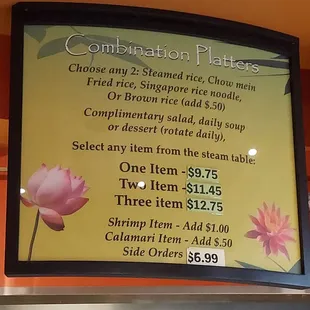 Combination Platters
Choose any 2: Steamed rice, Chow mein
Fried rice, Singapore rice noodle,
Or Brown rice (add $.50)
Complimentary salad, daily soup
or dessert (rotate daily),
Select any item from the steam table:
One Item - $9.75
Two Item - $11.45
Three item $12.75
Shrimp Item - Add $1.00
Calamari Item - Add $.50
Side Orders $6.99